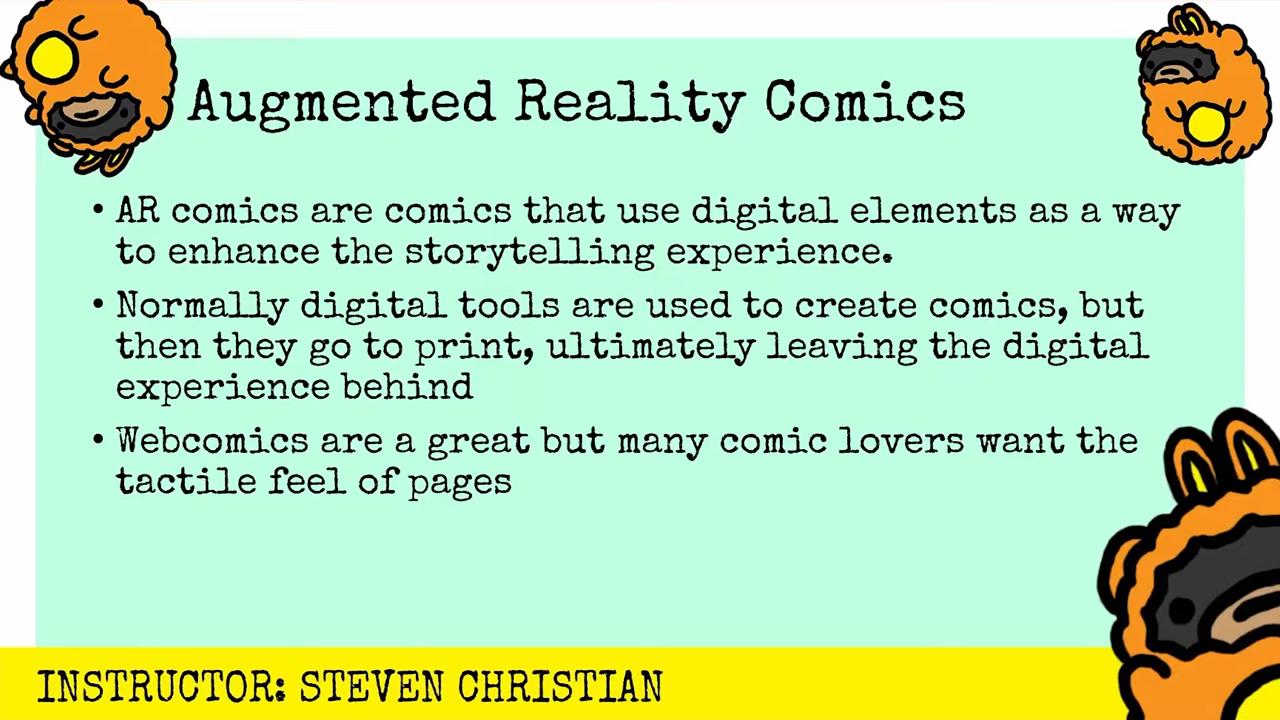 Augmented Reality Comics
• AR comics are comics that use digital elements as a way
to enhance the storytelling experience.
• Normally digital tools are used to create comics, but
then they go to print, ultimately leaving the digital
experience behind
• Webcomics are a great but many comic lovers want the
tactile feel of pages
INSTRUCTOR: STEVEN CHRISTIAN